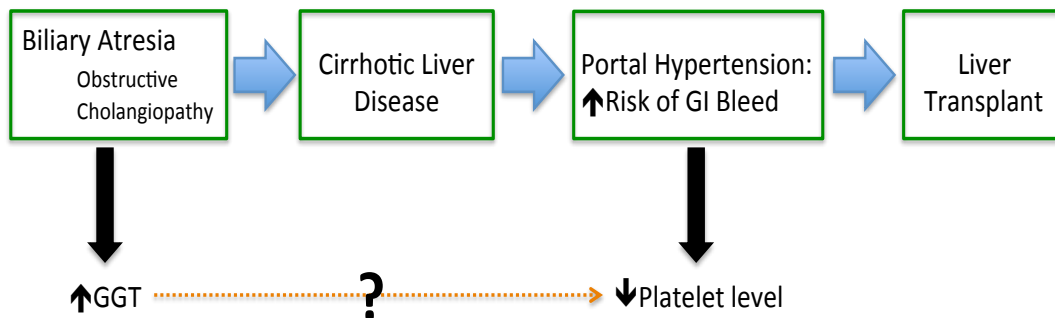 Biliary Atresia
Obstructive
Cholangiopathy
Cirrhotic Liver
Disease
Portal Hypertension:
↑Risk of GI Bleed
Liver
Transplant
↑GGT
?
↓Platelet level